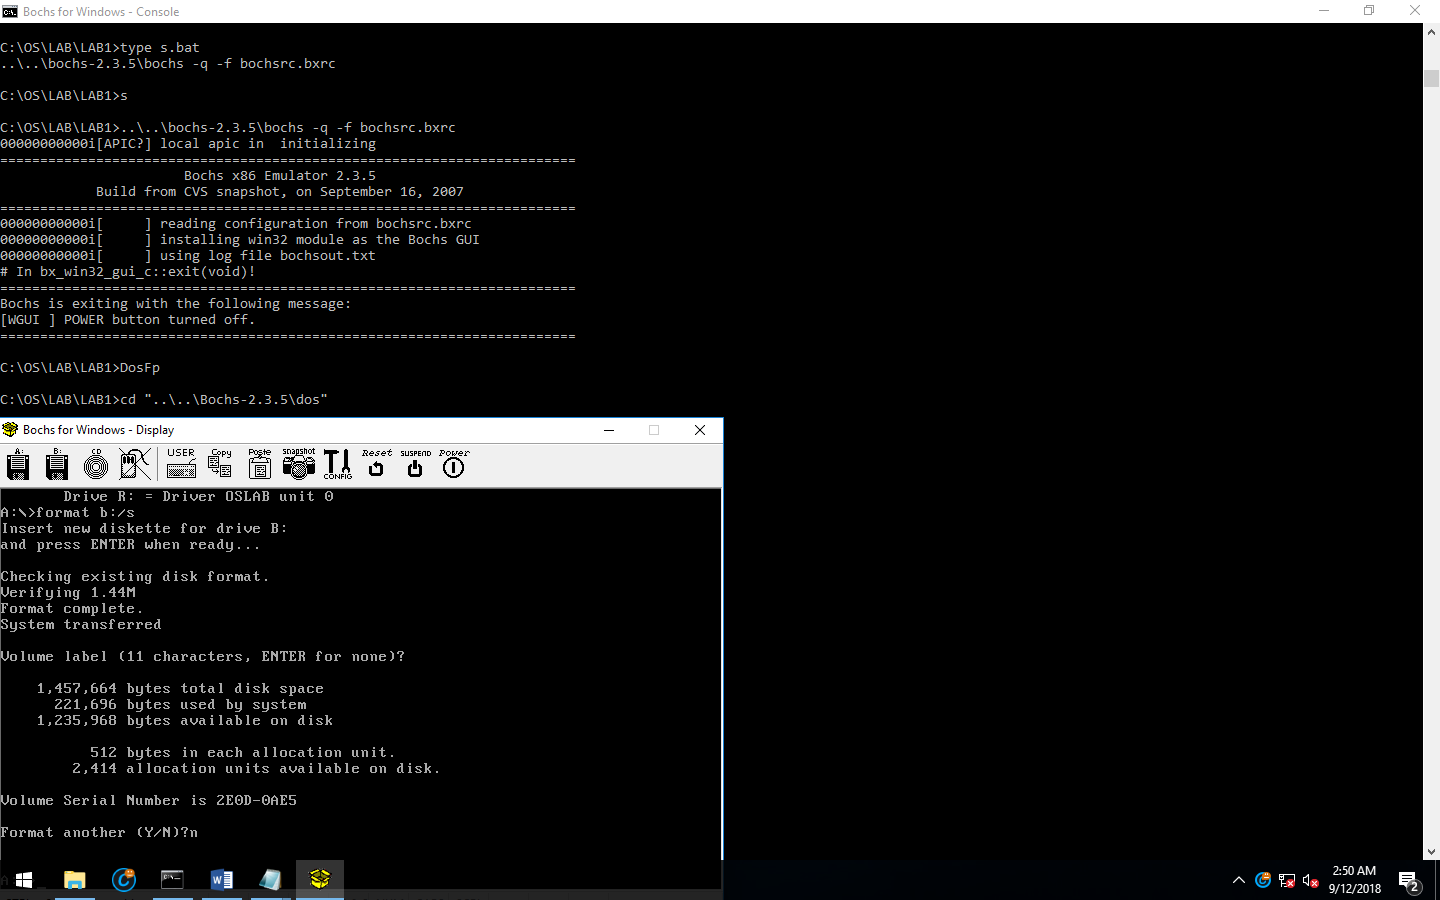 Bochs for Windows - Console
C:\OS\LAB\LAB1>type s.bat
..\..\bochs-2.3.5\bochs -q -f bochsrc.bxrc
C:\OS\LAB\LAB1>s
C:\OS\LAB\LAB1>..\..\bochs-2.3.5\bochs -q -f bochsrc.bxrc
00000000000i[APIC?] local apic in  initializing
========================================================================
Bochs x86 Emulator 2.3.5
Build from CVS snapshot, on September 16, 2007
========================================================================
00000000000i[     ] reading configuration from bochsrc.bxrc
00000000000i[     ] installing win32 module as the Bochs GUI
00000000000i[     ] using log file bochsout.txt
# In bx_win32_gui_c::exit(void)!
========================================================================
Bochs is exiting with the following message:
[WGUI ] POWER button turned off.
========================================================================
C:\OS\LAB\LAB1>DosFp
C:\OS\LAB\LAB1>cd "..\..\Bochs-2.3.5\dos"
Bochs for Windows - Display
A: B: CD USER Copy Paste snapshot CONFIG Reset SUSPEND Power
Drive R: = Driver OSLAB unit 0
A:\>format b:/s
Insert new diskette for drive B:
and press ENTER when ready...
Checking existing disk format.
Verifying 1.44M
Format complete.
System transferred
Volume label (11 characters, ENTER for none)?
1,457,664 bytes total disk space
221,696 bytes used by system
1,235,968 bytes available on disk
512 bytes in each allocation unit.
2,414 allocation units available on disk.
Volume Serial Number is 2E0D-0AE5
Format another (Y/N)?n
2:50 AM
9/12/2018
2